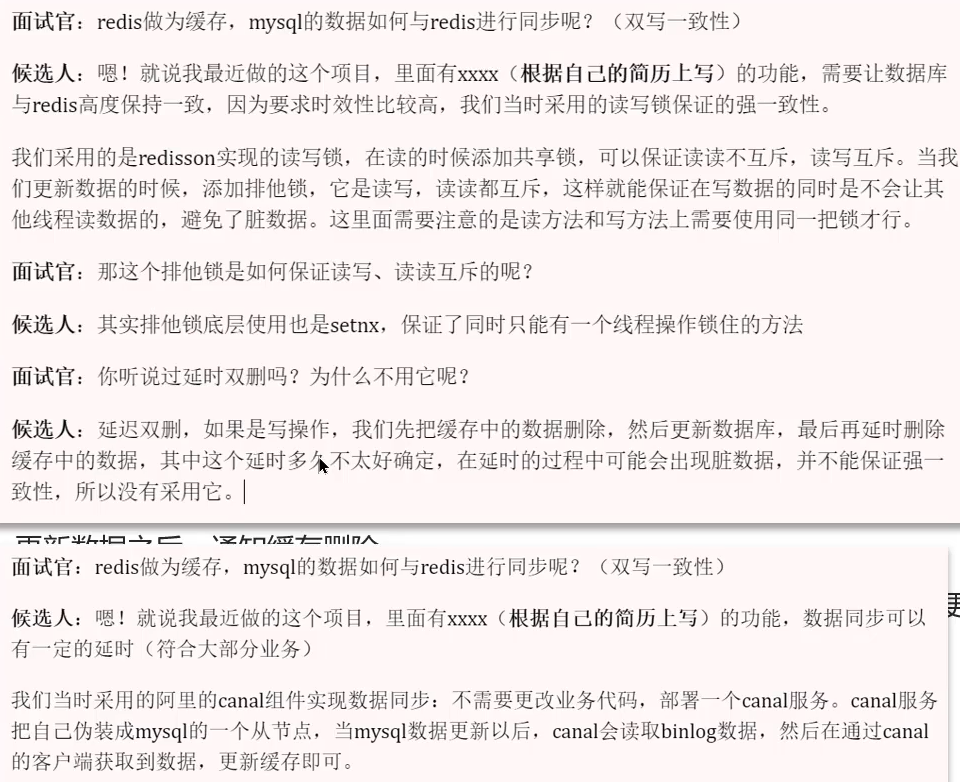 面试官：redis做为缓存，mysql的数据如何与redis进行同步呢？（双写一致性）
候选人：嗯！就说我最近做的这个项目，里面有xxxx（根据自己的简历上写）的功能，需要让数据库
与redis高度保持一致，因为要求时效性比较高，我们当时采用的读写锁保证的强一致性。
我们采用的是redisson实现的读写锁，在读的时候添加共享锁，可以保证读读不互斥，读写互斥。当我
们更新数据的时候，添加排他锁，它是读写，读读都互斥，这样就能保证在写数据的同时是不会让其
他线程读数据的，避免了脏数据。这里面需要注意的是读方法和写方法上需要使用同一把锁才行。
面试官：那这个排他锁是如何保证读写、读读互斥的呢？
候选人：其实排他锁底层使用也是setnx，保证了同时只能有一个线程操作锁住的方法
面试官：你听说过延时双删吗？为什么不用它呢？
候选人：延迟双删，如果是写操作，我们先把缓存中的数据删除，然后更新数据库，最后再延时删除
缓存中的数据，其中这个延时多久不太好确定，在延时的过程中可能会出现脏数据，并不能保证强一
致性，所以没有采用它。
更新数据之后，通知缓存删除
面试官：redis做为缓存，mysql的数据如何与redis进行同步呢？（双写一致性）
候选人：嗯！就说我最近做的这个项目，里面有xxxx（根据自己的简历上写）的功能，数据同步可以
有一定的延时（符合大部分业务）
我们当时采用的阿里的canal组件实现数据同步：不需要更改业务代码，部署一个canal服务。canal服务
把自己伪装成mysql的一个从节点，当mysql数据更新以后，canal会读取binlog数据，然后在通过canal
的客户端获取到数据，更新缓存即可。